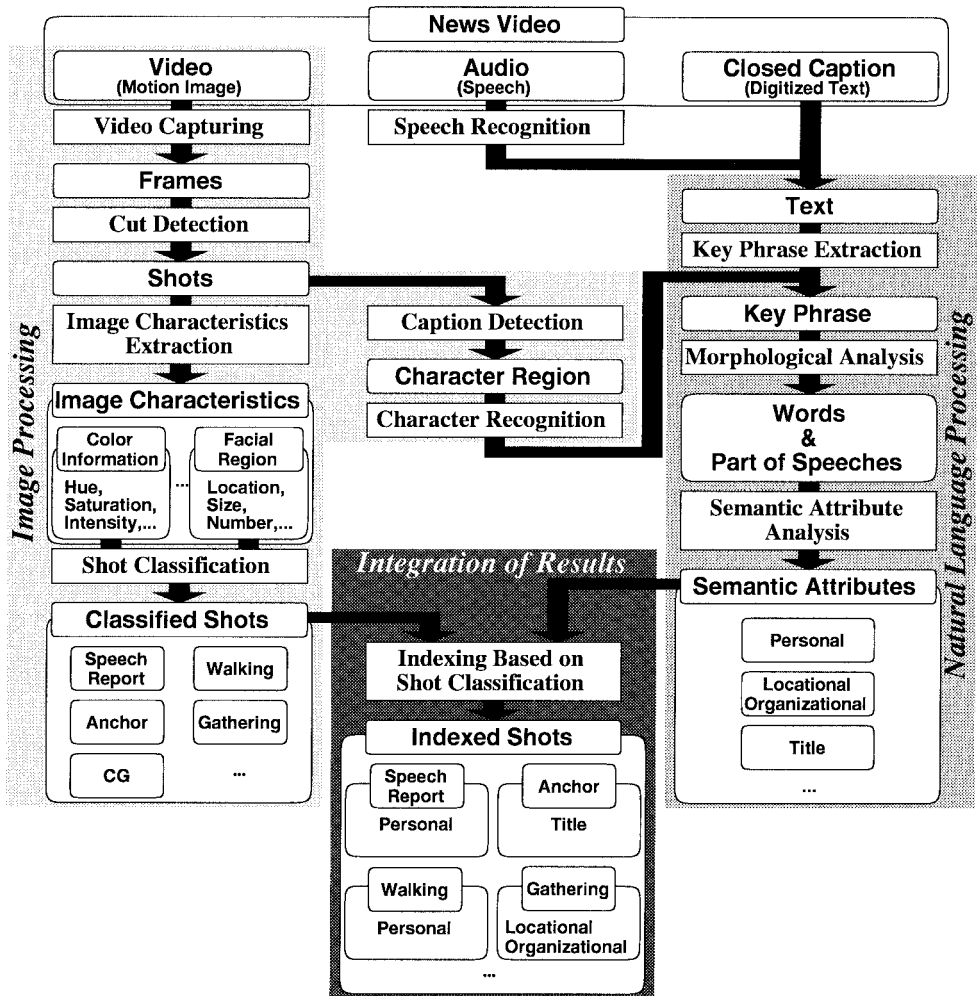 News Video
Video
(Motion Image)
Audio
(Speech)
Closed Caption
(Digitized Text)
Video Capturing
Speech Recognition
Frames
Cut Detection
Shots
Image Characteristics
Extraction
Image Characteristics
Color
Information
Hue,
Saturation,
Intensity,...
...
Facial
Region
Location,
Size,
Number,...
Shot Classification
Classified Shots
Speech
Report
Walking
Anchor
Gathering
CG
...
Image Processing
Caption Detection
Character Region
Character Recognition
Text
Key Phrase Extraction
Key Phrase
Morphological Analysis
Words
&
Part of Speeches
Semantic Attribute
Analysis
Semantic Attributes
Personal
Locational
Organizational
Title
...
Natural Language Processing
Integration of Results
Indexing Based on
Shot Classification
Indexed Shots
Speech
Report
Personal
Anchor
Title
Walking
Personal
Gathering
Locational
Organizational
...